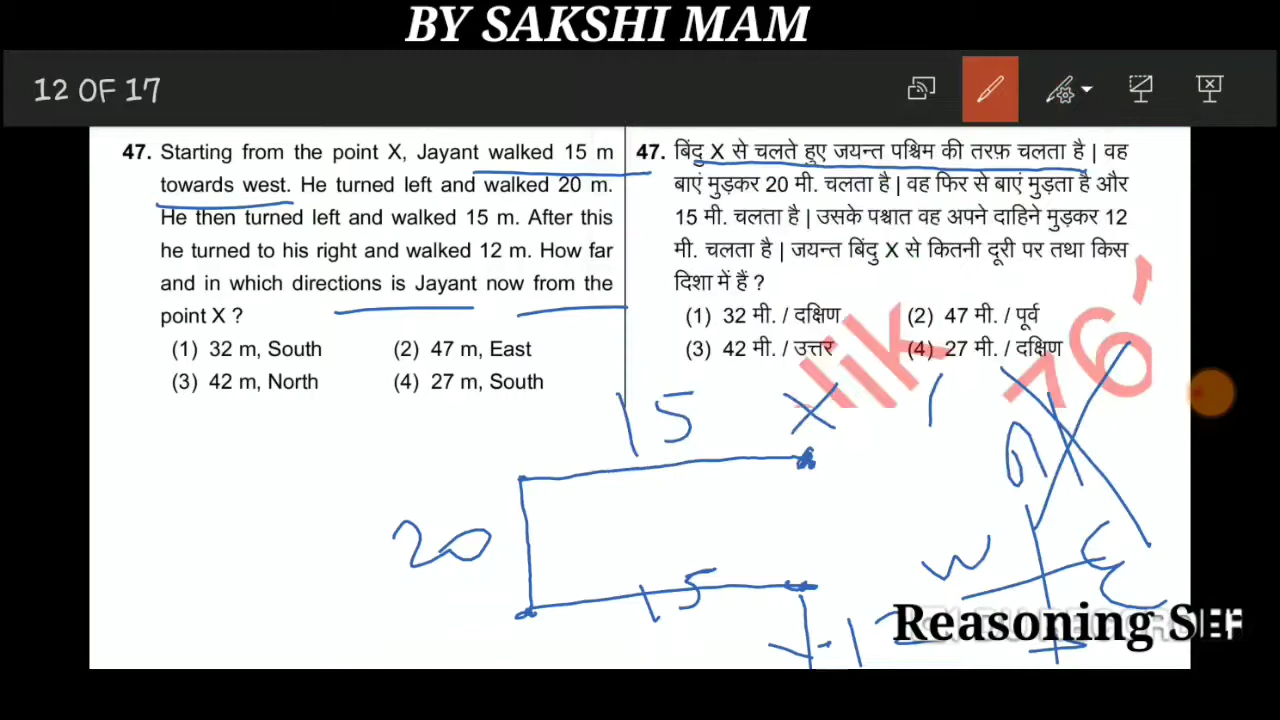 BY SAKSHI MAM
12 OF 17
47. Starting from the point X, Jayant walked 15 m
towards west. He turned left and walked 20 m.
He then turned left and walked 15 m. After this
he turned to his right and walked 12 m. How far
and in which directions is Jayant now from the
point X ?
(1) 32 m, South (2) 47 m, East
(3) 42 m, North (4) 27 m, South
47. बिंदु X से चलते हुए जयन्त पश्चिम की तरफ़ चलता है | वह
बाएं मुड़कर 20 मी. चलता है | वह फिर से बाएं मुड़ता है और
15 मी. चलता है | उसके पश्चात वह अपने दाहिने मुड़कर 12
मी. चलता है | जयन्त बिंदु X से कितनी दूरी पर तथा किस
दिशा में हैं ?
(1) 32 मी. / दक्षिण (2) 47 मी. / पूर्व
(3) 42 मी. / उत्तर (4) 27 मी. / दक्षिण
15 X
20
15
12
W E
Reasoning S